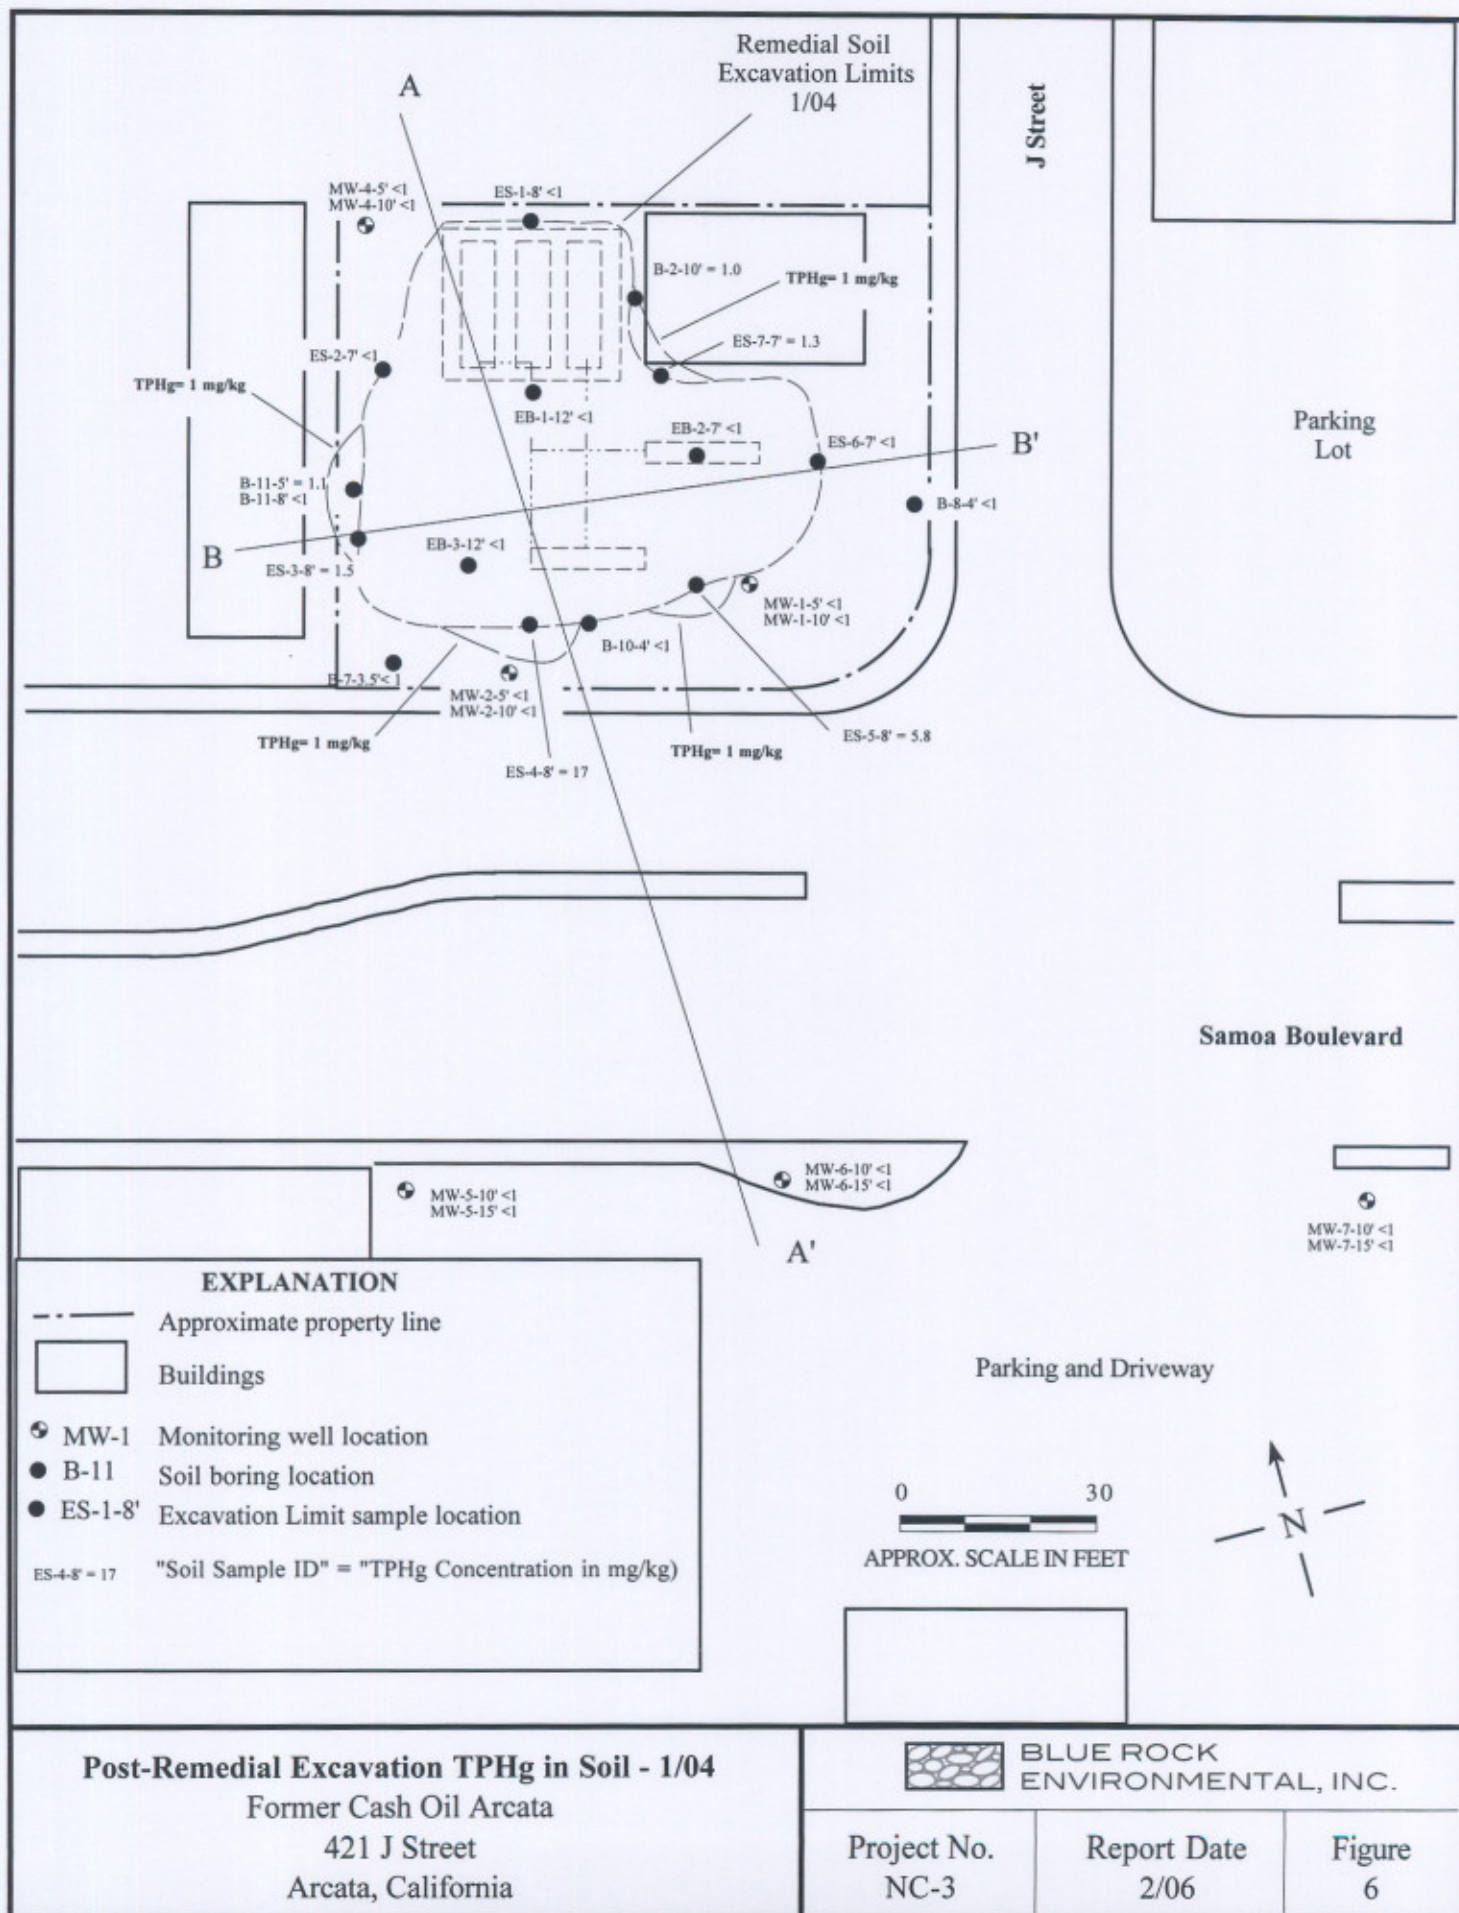 Remedial Soil
Excavation Limits
1/04
A
J Street
MW-4-5' <1
MW-4-10' <1
ES-1-8' <1
B-2-10' = 1.0
TPHg= 1 mg/kg
ES-7-7' = 1.3
ES-2-7' <1
TPHg= 1 mg/kg
EB-1-12' <1
EB-2-7' <1
ES-6-7' <1
B'
Parking
Lot
B-11-5' = 1.1
B-11-8' <1
B-8-4' <1
B
EB-3-12' <1
ES-3-8' = 1.5
MW-1-5' <1
MW-1-10' <1
B-10-4' <1
B-7-3.5'< 1
MW-2-5' <1
MW-2-10' <1
TPHg= 1 mg/kg
TPHg= 1 mg/kg
ES-5-8' = 5.8
ES-4-8' = 17
Samoa Boulevard
MW-6-10' <1
MW-6-15' <1
MW-5-10' <1
MW-5-15' <1
MW-7-10' <1
MW-7-15' <1
A'
EXPLANATION
Approximate property line
Buildings
MW-1 Monitoring well location
B-11 Soil boring location
ES-1-8' Excavation Limit sample location
ES-4-8' = 17 "Soil Sample ID" = "TPHg Concentration in mg/kg)
Parking and Driveway
0 30
APPROX. SCALE IN FEET
N
Post-Remedial Excavation TPHg in Soil - 1/04
Former Cash Oil Arcata
421 J Street
Arcata, California
BLUE ROCK
ENVIRONMENTAL, INC.
Project No.
NC-3
Report Date
2/06
Figure
6